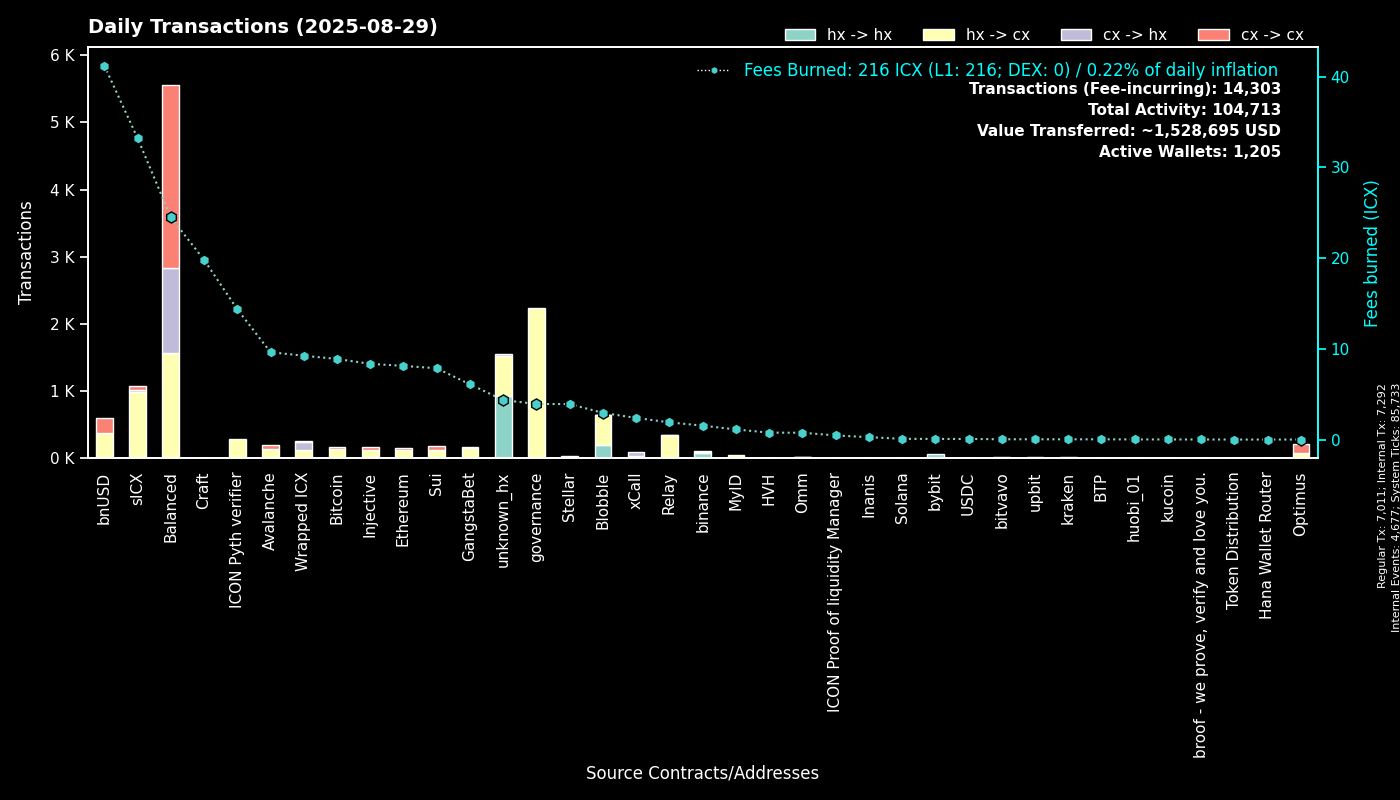 Daily Transactions (2025-08-29)
hx -> hx
hx -> cx
cx -> hx
cx -> cx
Fees Burned: 216 ICX (L1: 216; DEX: 0) / 0.22% of daily inflation
Transactions (Fee-incurring): 14,303
Total Activity: 104,713
Value Transferred: ~1,528,695 USD
Active Wallets: 1,205
Transactions
6 K
5 K
4 K
3 K
2 K
1 K
0 K
40
30
20
10
0
Fees burned (ICX)
bnUSD
sICX
Balanced
Craft
ICON Pyth verifier
Avalanche
Wrapped ICX
Bitcoin
Injective
Ethereum
Sui
GangstaBet
unknown_hx
governance
Stellar
Blobble
xCall
Relay
binance
MyID
HVH
Omm
ICON Proof of liquidity Manager
Inanis
Solana
bybit
USDC
bitvavo
upbit
kraken
BTP
huobi_01
kucoin
broof - we prove, verify and love you.
Token Distribution
Hana Wallet Router
Optimus
Source Contracts/Addresses
Regular Tx: 7,011; Internal Tx: 7,292
Internal Events: 4,677; System Ticks: 85,733